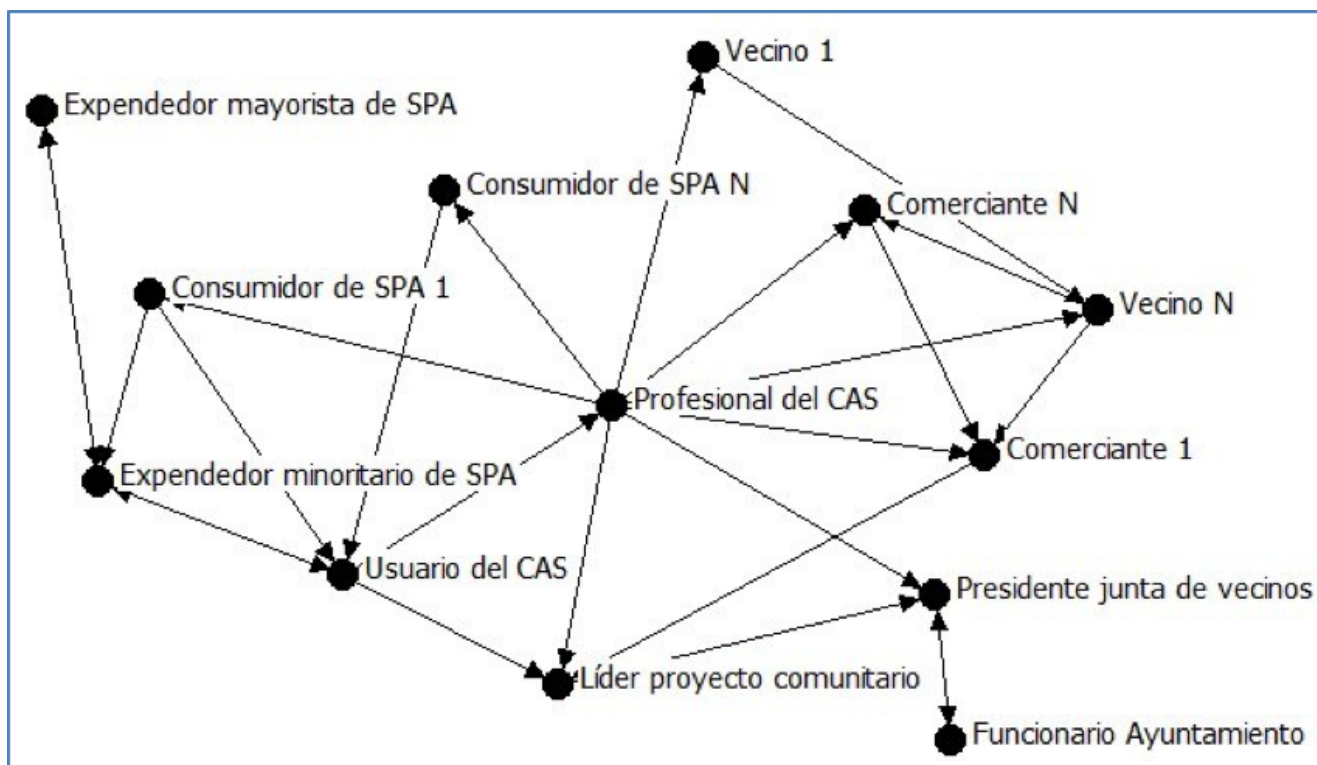 Vecino 1
Expendedor mayorista de SPA
Consumidor de SPA N
Comerciante N
Consumidor de SPA 1
Vecino N
Profesional del CAS
Comerciante 1
Expendedor minoritario de SPA
Usuario del CAS
Presidente junta de vecinos
Líder proyecto comunitario
Funcionario Ayuntamiento